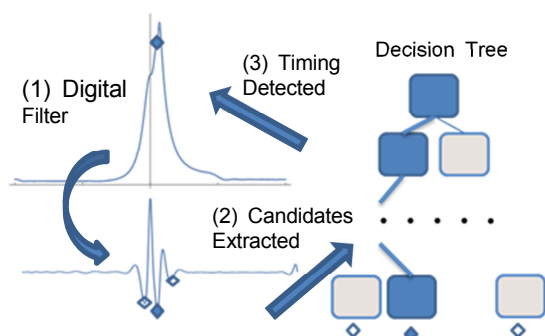 (1) Digital
Filter
(3) Timing
Detected
Decision Tree
(2) Candidates
Extracted